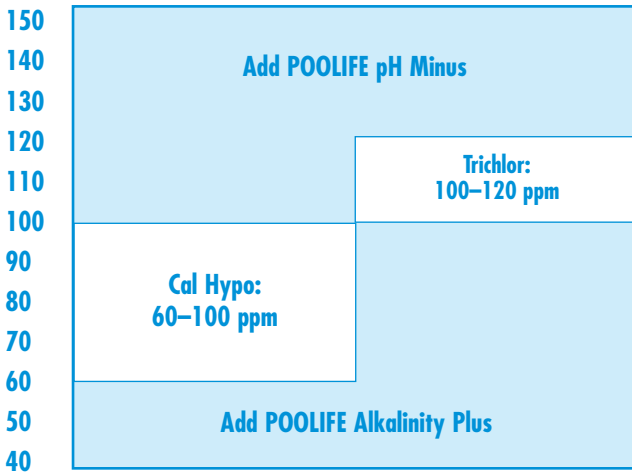 150
140
Add POOLIFE pH Minus
130
120
Trichlor:
110
100–120 ppm
100
90
Cal Hypo:
80
60–100 ppm
70
60
50
Add POOLIFE Alkalinity Plus
40